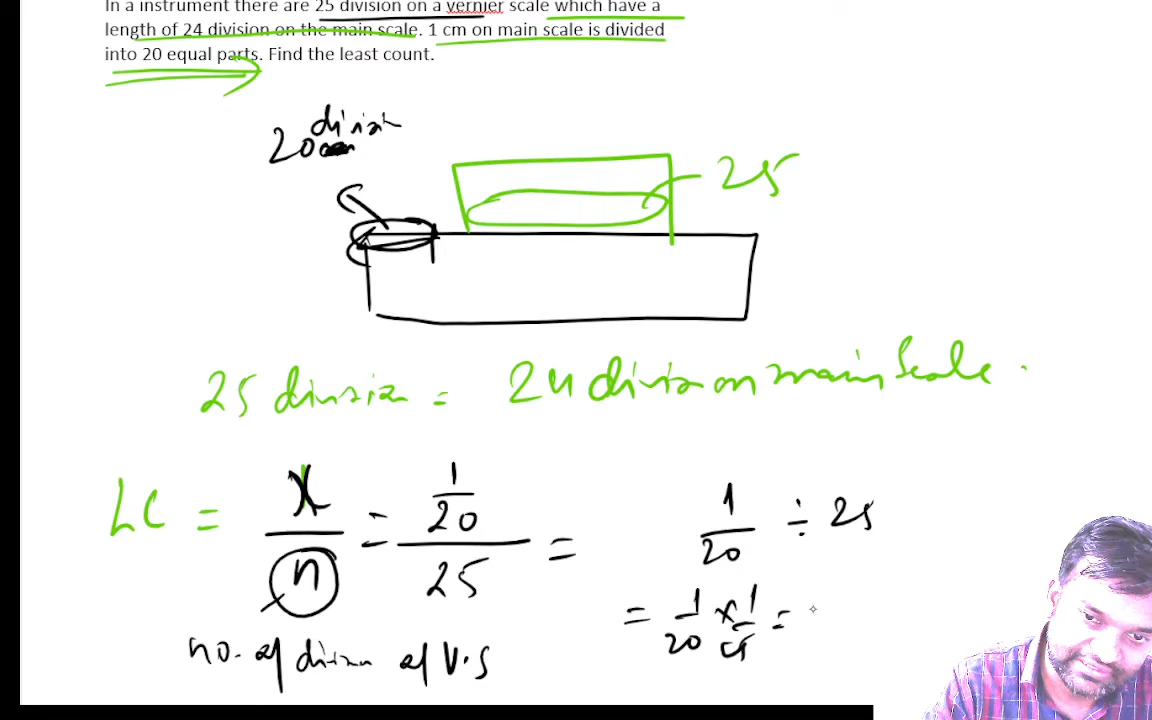 In a instrument there are 25 division on a vernier scale which have a
length of 24 division on the main scale. 1 cm on main scale is divided
into 20 equal parts. Find the least count.
20 divisi
25
25 division = 24 division on main scale.
LC = x/n = 1/20/25 = 1/20 ÷ 25
= 1/20 x 1/25 =
no. of division of V.S